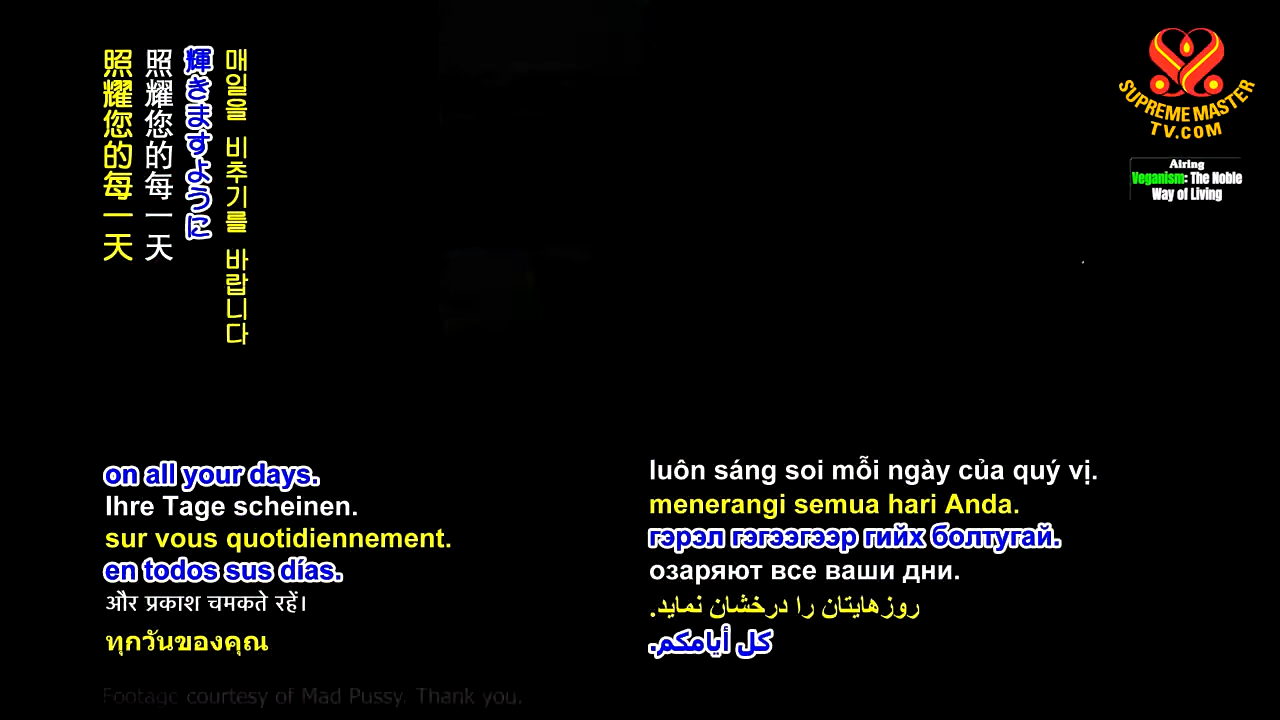 照耀您的每一天
照耀您的每一天
輝きますように
매일을 비추기를 바랍니다
SUPREME MASTER
TV.COM
Airing
Veganism: The Noble
Way of Living
on all your days.
Ihre Tage scheinen.
sur vous quotidiennement.
en todos sus días.
और प्रकाश चमकते रहें।
ทุกวันของคุณ
luôn sáng soi mỗi ngày của quý vị.
menerangi semua hari Anda.
гэрэл гэгээгээр гийх болтугай.
озаряют все ваши дни.
روزهایتان را درخشان نماید.
كل أيامكم.
Footage courtesy of Mad Pussy. Thank you.